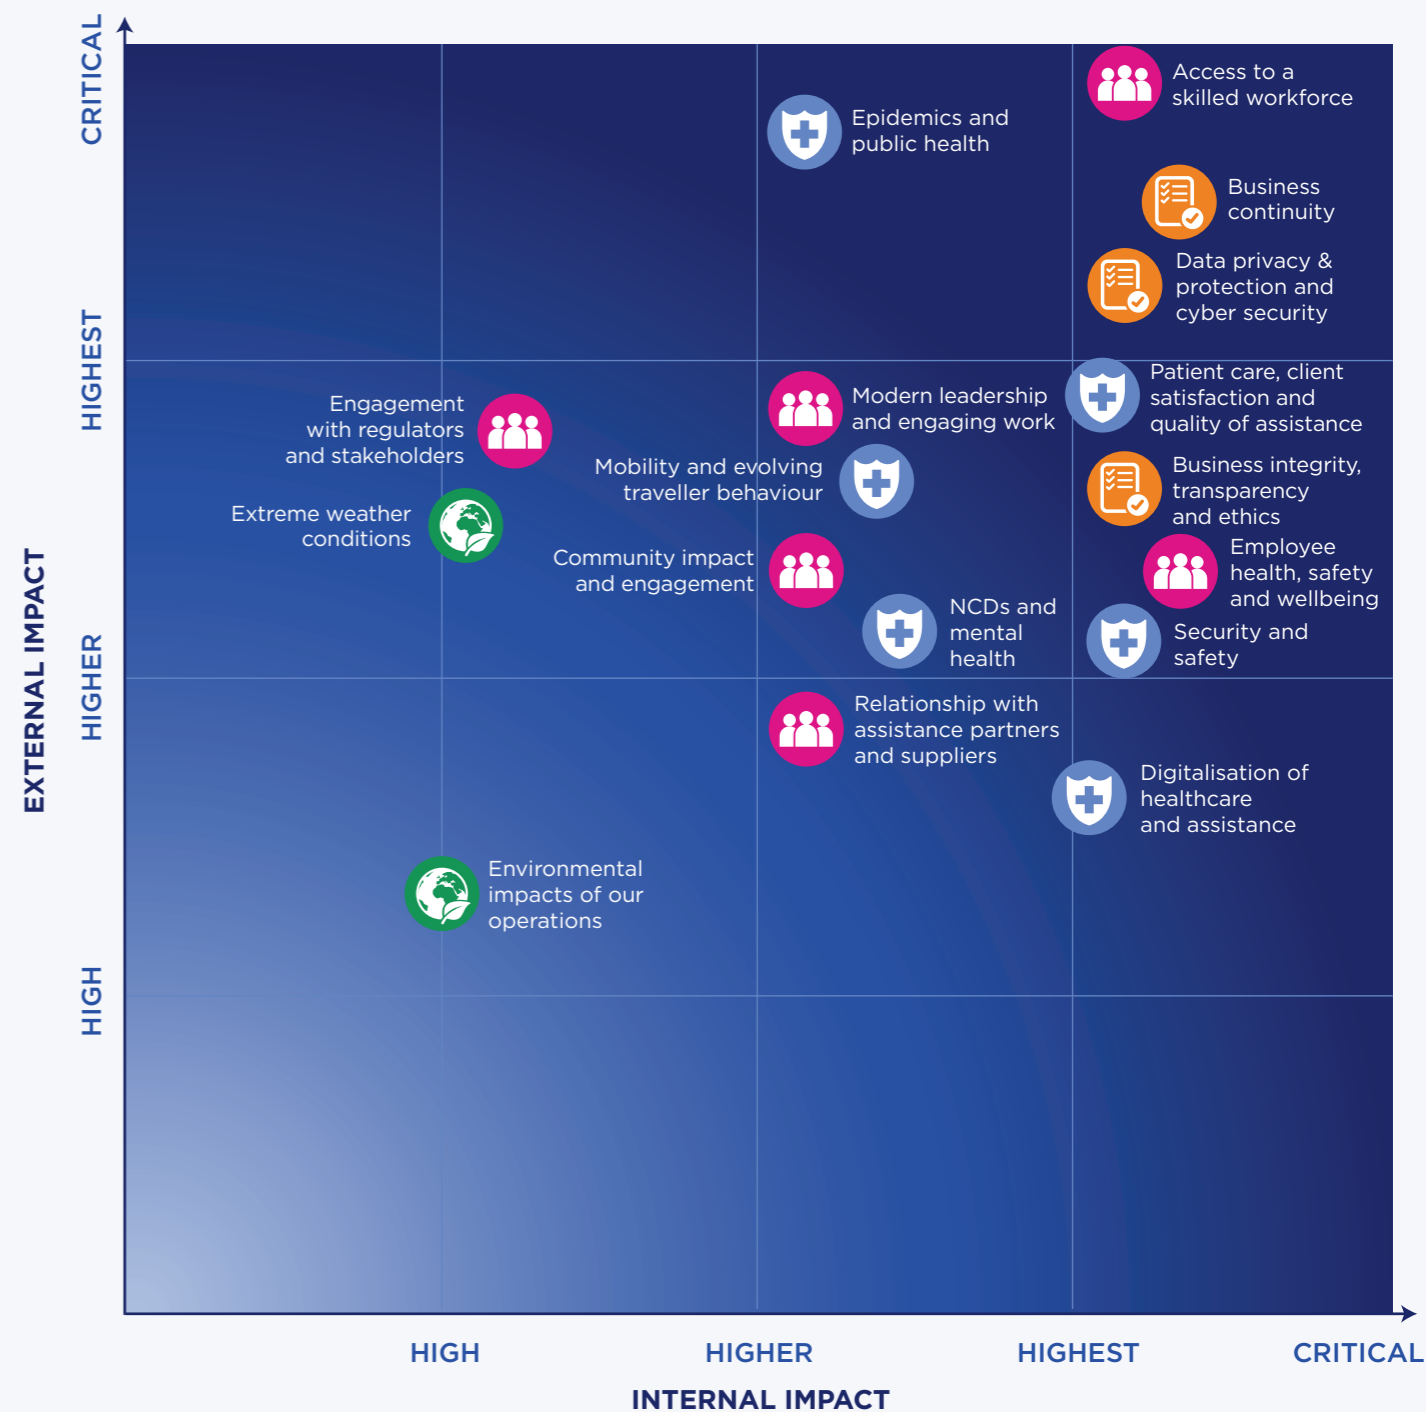 CRITICAL
Access to a
skilled workforce
Epidemics and
public health
Business
continuity
Data privacy &
protection and
cyber security
HIGHEST
Patient care, client
satisfaction and
quality of assistance
Modern leadership
and engaging work
Engagement
with regulators
and stakeholders
Mobility and evolving
traveller behaviour
Business integrity,
transparency
and ethics
Extreme weather
conditions
Community impact
and engagement
Employee
health, safety
and wellbeing
NCDs and
mental
health
Security and
safety
EXTERNAL IMPACT
HIGHER
Relationship with
assistance partners
and suppliers
Digitalisation of
healthcare
and assistance
Environmental
impacts of our
operations
HIGH
HIGH
HIGHER
HIGHEST
CRITICAL
INTERNAL IMPACT